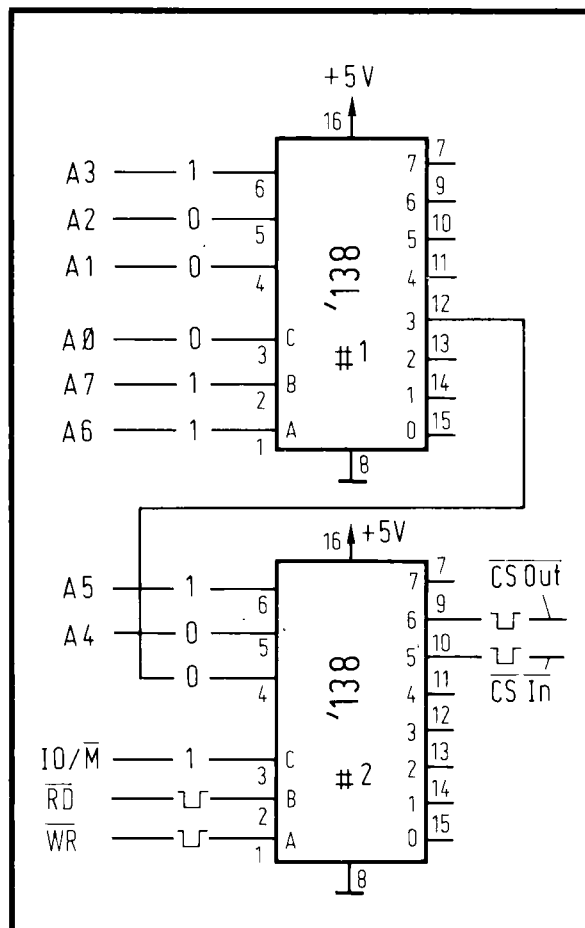 +5V
16
7 7
A3 1 6
6 9
A2 0 5
5 10
A1 0 4
4 11
'138
3 12
A0 0 C 3
#1
2 13
A7 1 B 2
1 14
A6 1 A 1
0 15
8
16 +5V
7 7
CS Out
A5 1 6
6 9
A4 0 5
5 10
CS In
0 4
4 11
'138
3 12
IO/M 1 C 3
#2
2 13
RD B 2
1 14
WR A 1
0 15
8